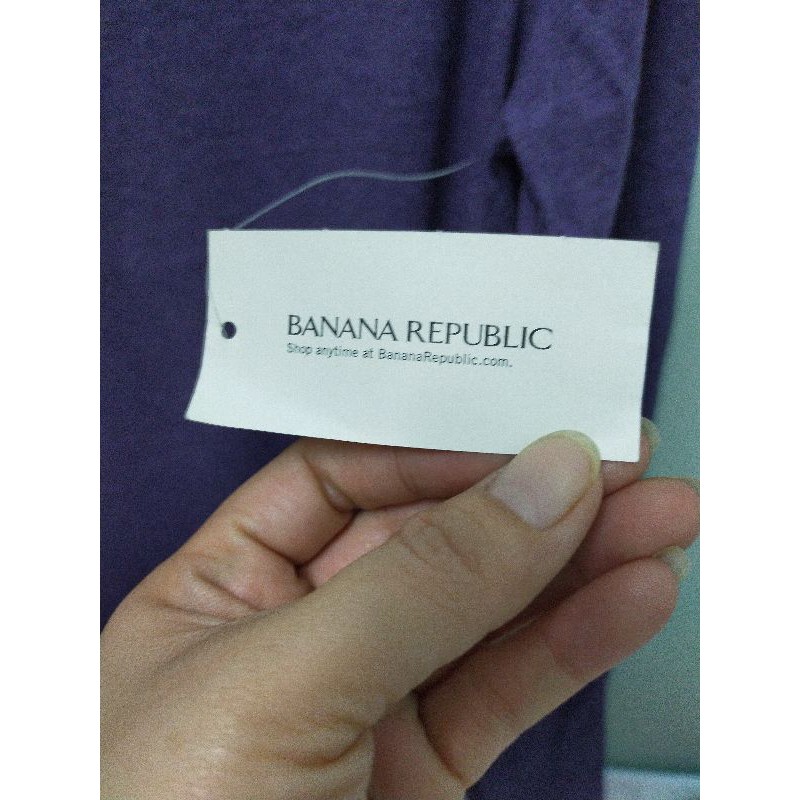 BANANA REPUBLIC
Shop anytime at BananaRepublic.com.